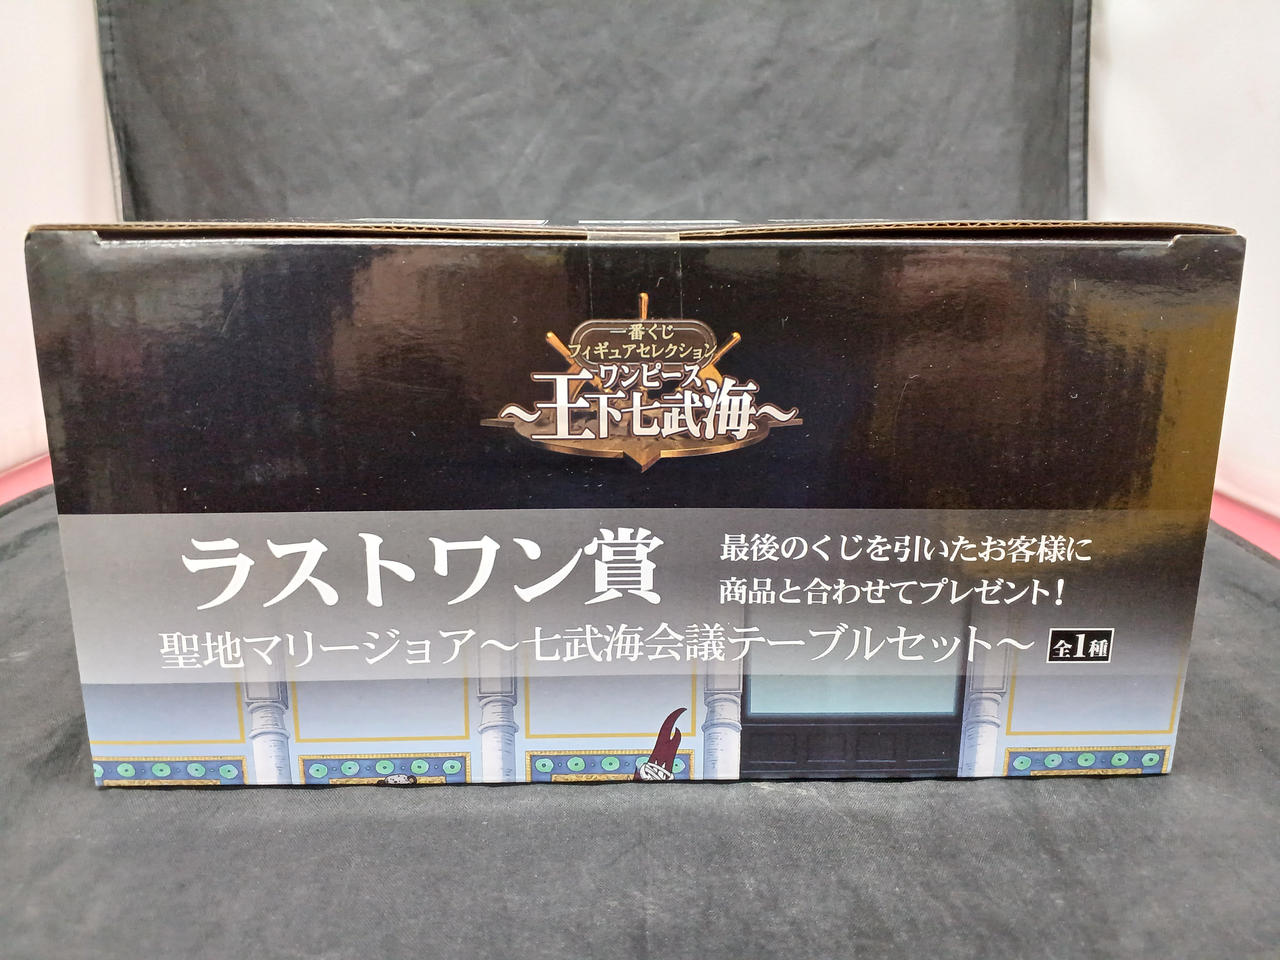 一番くじ
フィギュアセレクション
ワンピース
～王下七武海～
ラストワン賞
最後のくじを引いたお客様に
商品と合わせてプレゼント!
聖地マリージョア～七武海会議テーブルセット～ 全1種